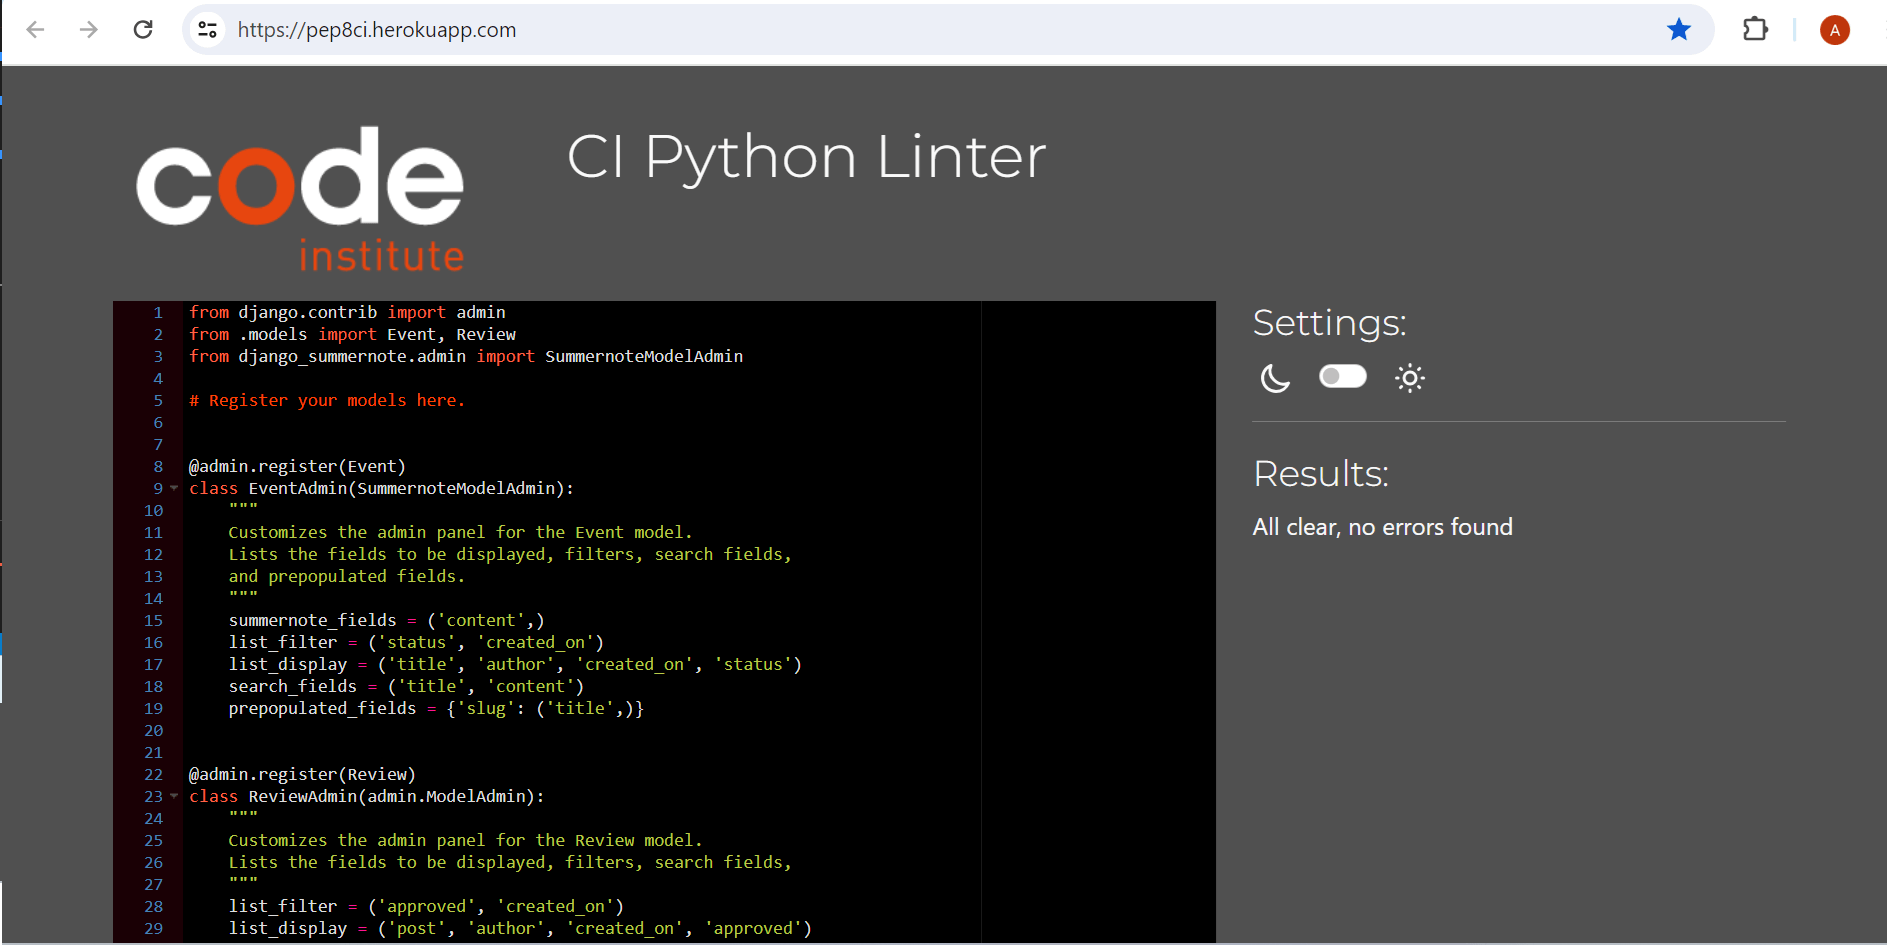 https://pep8ci.herokuapp.com
A
code
institute
CI Python Linter
1 from django.contrib import admin
2 from .models import Event, Review
3 from django_summernote.admin import SummernoteModelAdmin
4
5 # Register your models here.
6
7
8 @admin.register(Event)
9 class EventAdmin(SummernoteModelAdmin):
10     """
11     Customizes the admin panel for the Event model.
12     Lists the fields to be displayed, filters, search fields,
13     and prepopulated fields.
14     """
15     summernote_fields = ('content',)
16     list_filter = ('status', 'created_on')
17     list_display = ('title', 'author', 'created_on', 'status')
18     search_fields = ('title', 'content')
19     prepopulated_fields = {'slug': ('title',)}
20
21
22 @admin.register(Review)
23 class ReviewAdmin(admin.ModelAdmin):
24     """
25     Customizes the admin panel for the Review model.
26     Lists the fields to be displayed, filters, search fields,
27     """
28     list_filter = ('approved', 'created_on')
29     list_display = ('post', 'author', 'created_on', 'approved')
Settings:
Results:
All clear, no errors found